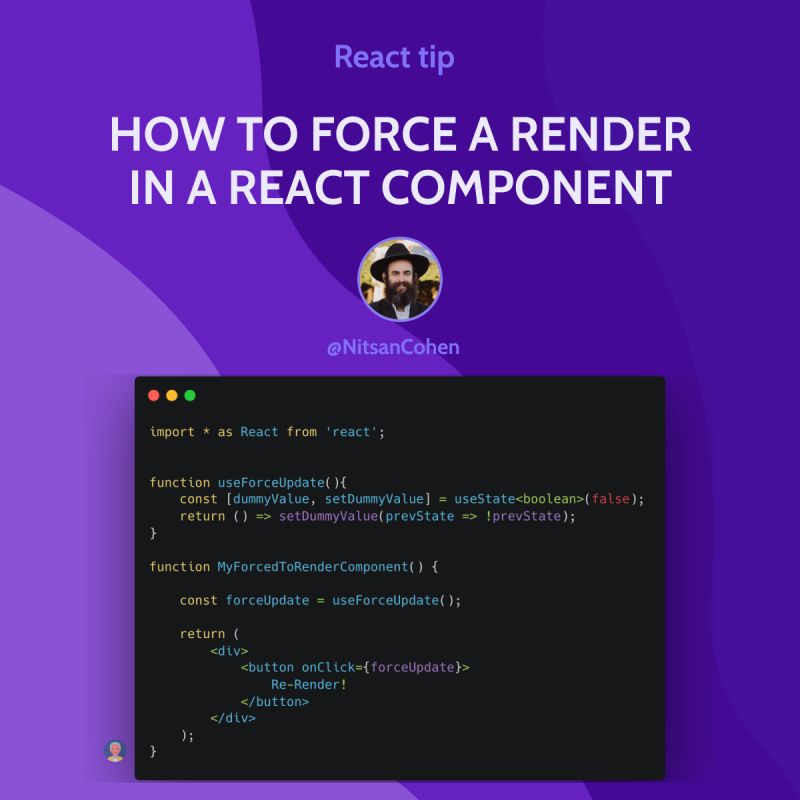 React tip
HOW TO FORCE A RENDER
IN A REACT COMPONENT
@NitsanCohen
import * as React from 'react';
function useForceUpdate(){
    const [dummyValue, setDummyValue] = useState<boolean>(false);
    return () => setDummyValue(prevState => !prevState);
}
function MyForcedToRenderComponent() {
    const forceUpdate = useForceUpdate();
    return (
        <div>
            <button onClick={forceUpdate}>
                Re-Render!
            </button>
        </div>
    );
}